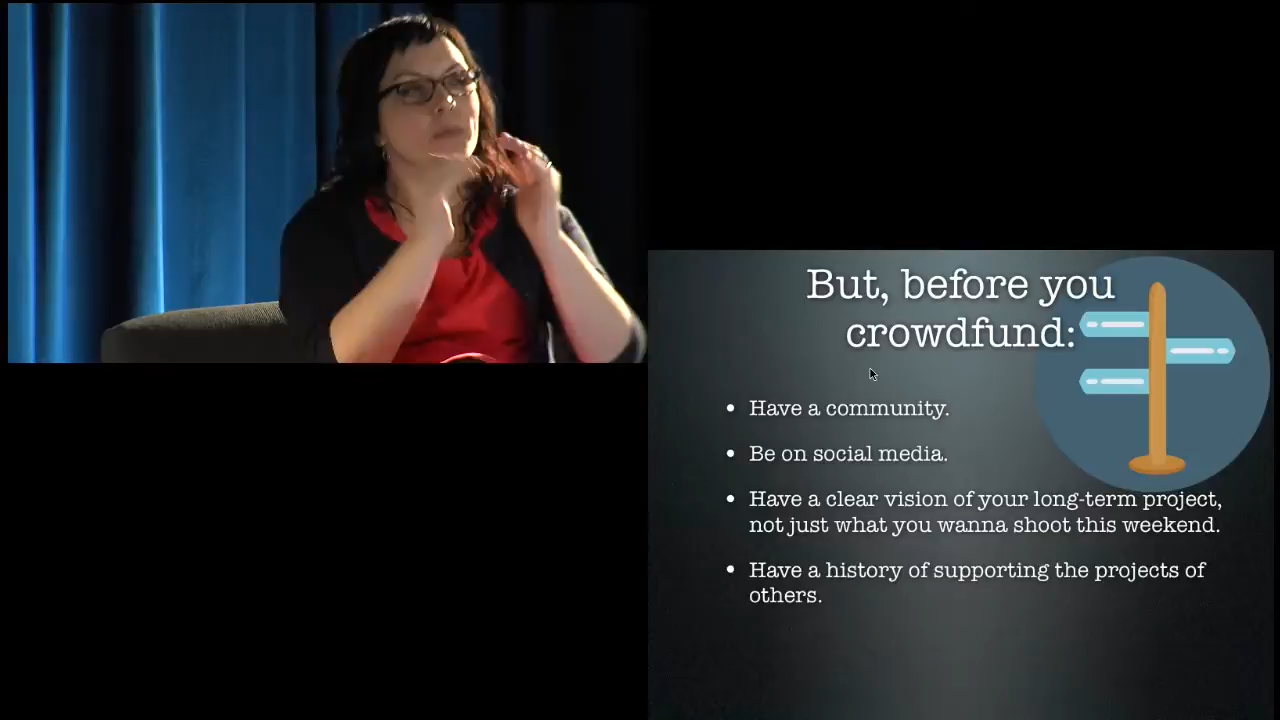 But, before you
crowdfund:
• Have a community.
• Be on social media.
• Have a clear vision of your long-term project,
not just what you wanna shoot this weekend.
• Have a history of supporting the projects of
others.